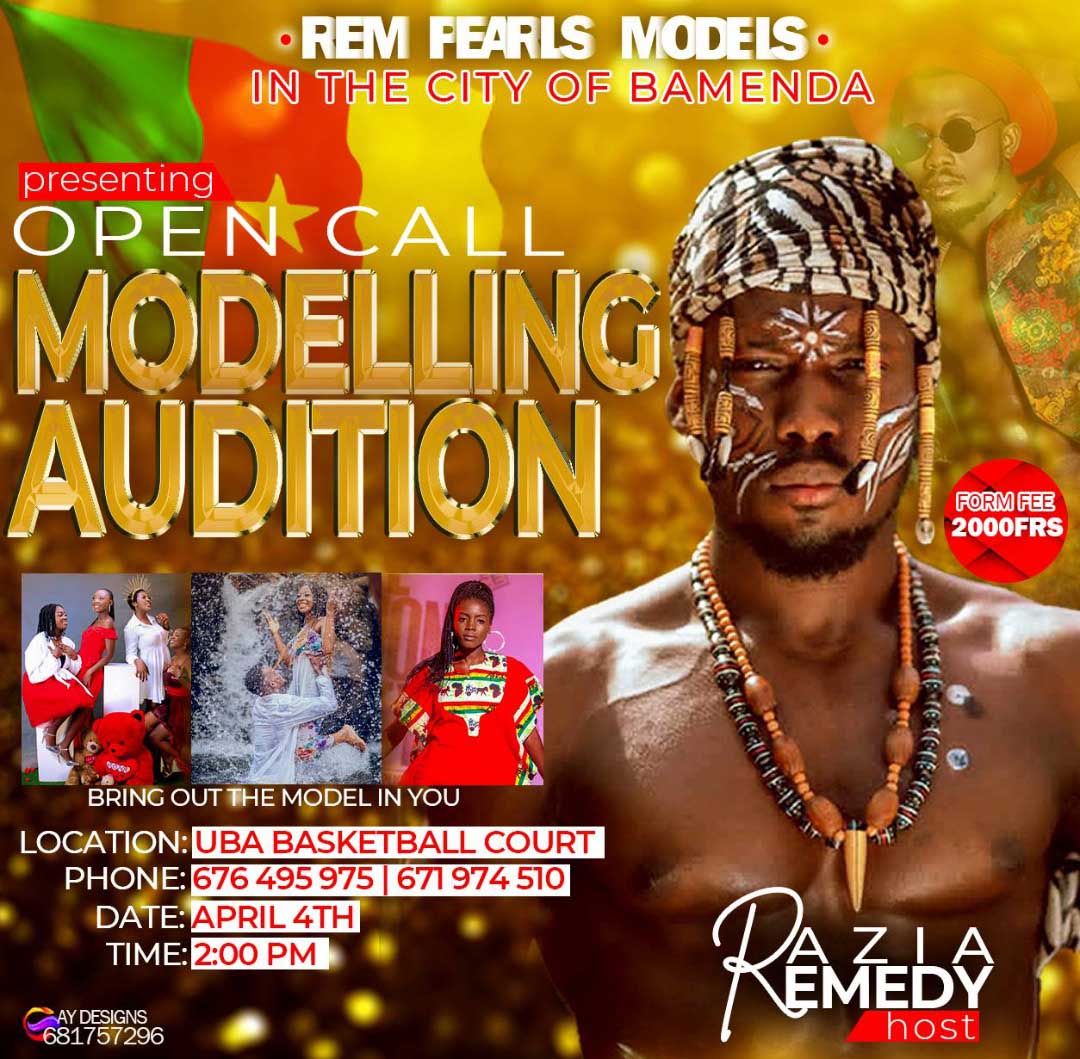 • REM FEARLS MODELS •
IN THE CITY OF BAMENDA
presenting
OPEN CALL
MODELLING
AUDITION
FORM FEE
2000FRS
BRING OUT THE MODEL IN YOU
LOCATION: UBA BASKETBALL COURT
PHONE: 676 495 975 | 671 974 510
DATE: APRIL 4TH
TIME: 2:00 PM
RAZIA
REMEDY
host
AY DESIGNS
681757296